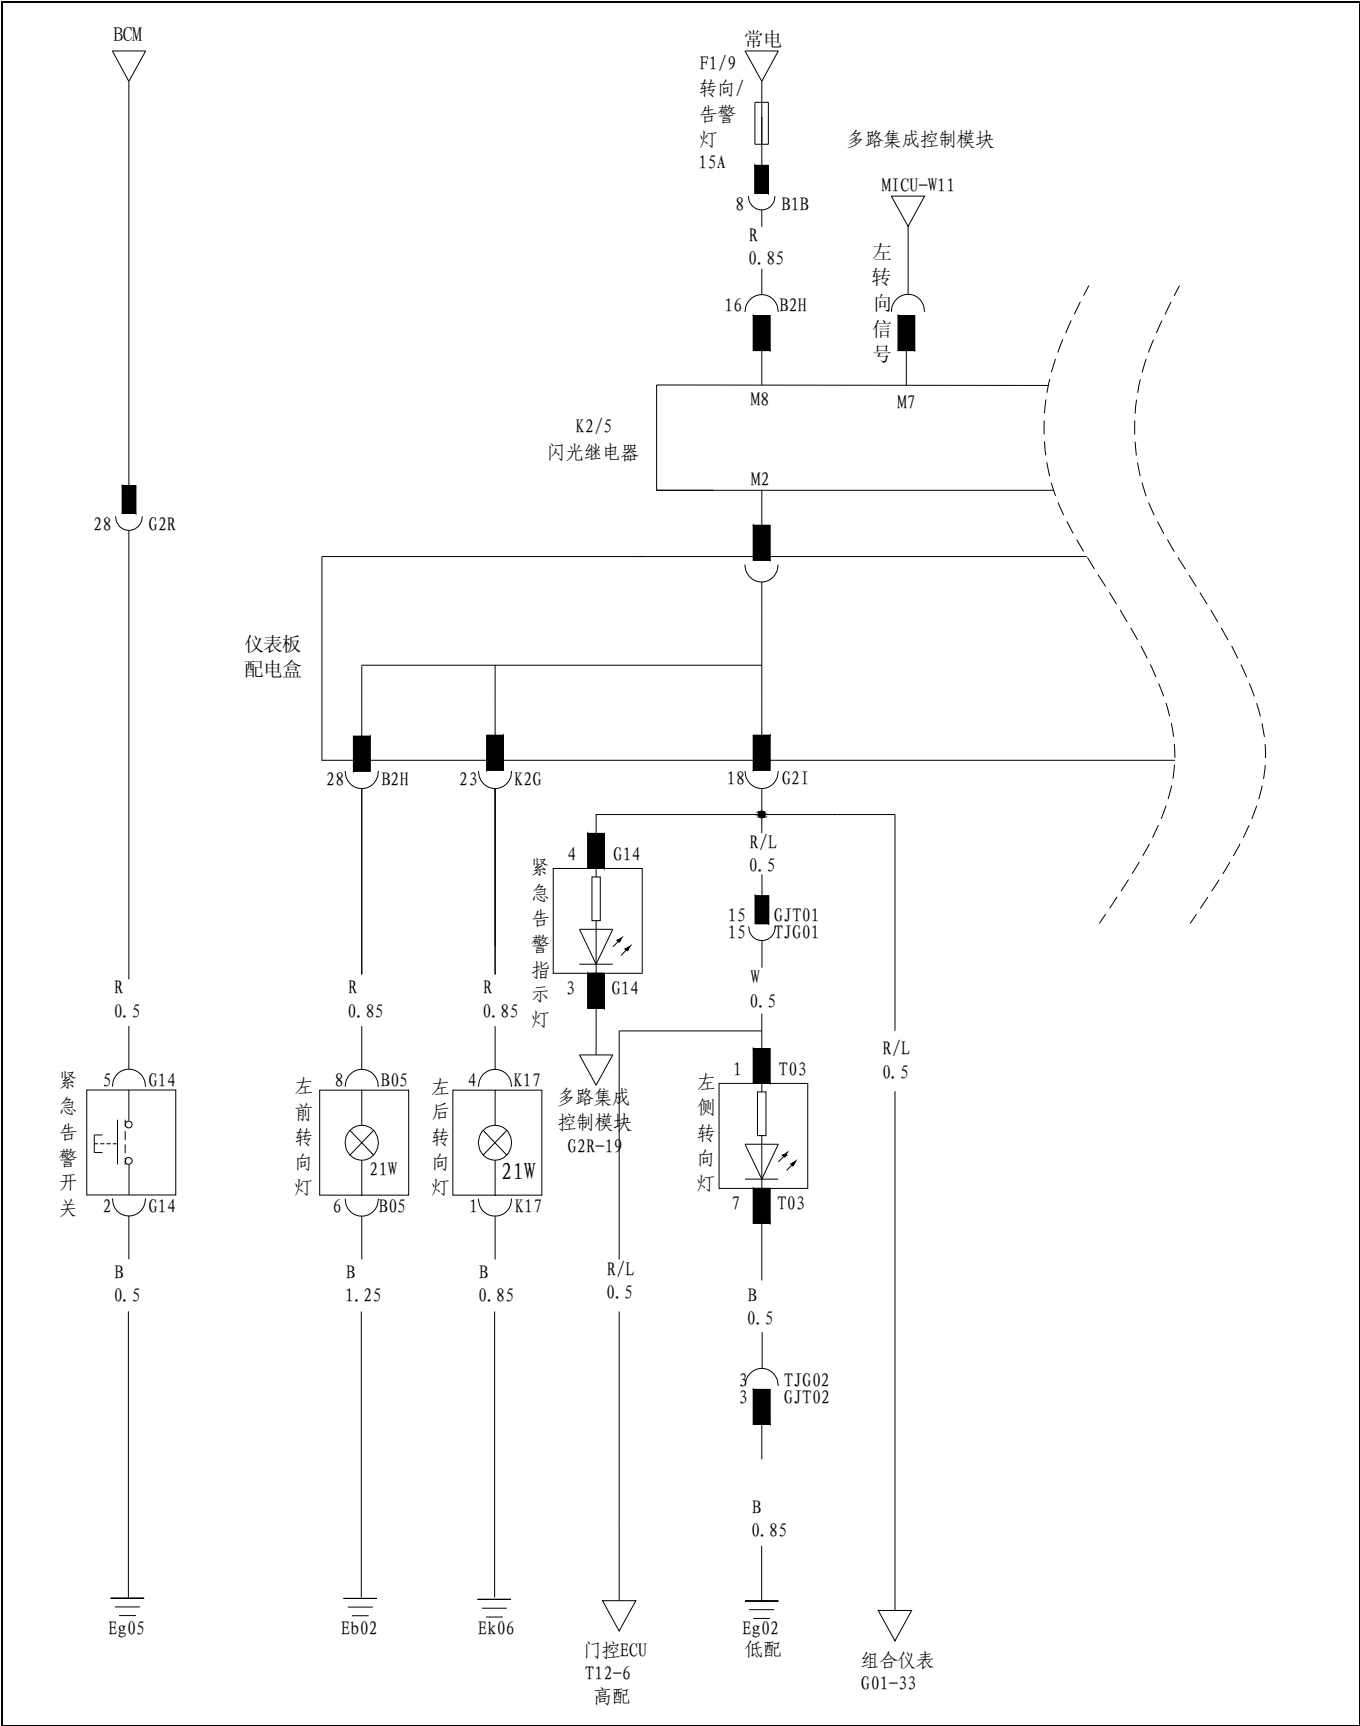 BCM
常电
F1/9
转向/
告警
灯
15A
多路集成控制模块
MICU-W11
8 B1B
R
0.85
左转向信号
16 B2H
M8
M7
K2/5
闪光继电器
M2
28 G2R
仪表板
配电盒
28 B2H
23 K2G
18 G2I
R/L
0.5
4 G14
紧急告警指示灯
3 G14
15 GJT01
15 TJG01
W
0.5
R
0.5
R
0.85
R
0.85
R/L
0.5
多路集成
控制模块
G2R-19
紧急告警开关
5 G14
2 G14
左前转向灯
8 B05
21W
6 B05
左后转向灯
4 K17
21W
1 K17
左侧转向灯
1 T03
7 T03
B
0.5
B
1.25
B
0.85
R/L
0.5
B
0.5
3 TJG02
3 GJT02
B
0.85
Eg05
Eb02
Ek06
门控ECU
T12-6
高配
Eg02
低配
组合仪表
G01-33